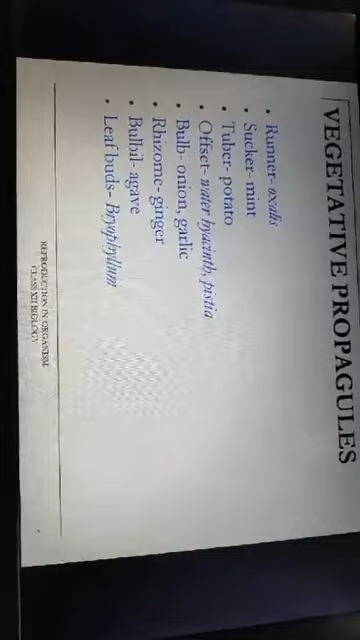 VEGETATIVE PROPAGULES
• Runner- oxalis
• Sucker- mint
• Tuber- potato
• Offset- water hyacinth, pistia
• Bulb- onion, garlic
• Rhizome- ginger
• Bulbil- agave
• Leaf buds- Bryophyllum
REPRODUCTION IN ORGANISM-
CLASS XII BIOLOGY